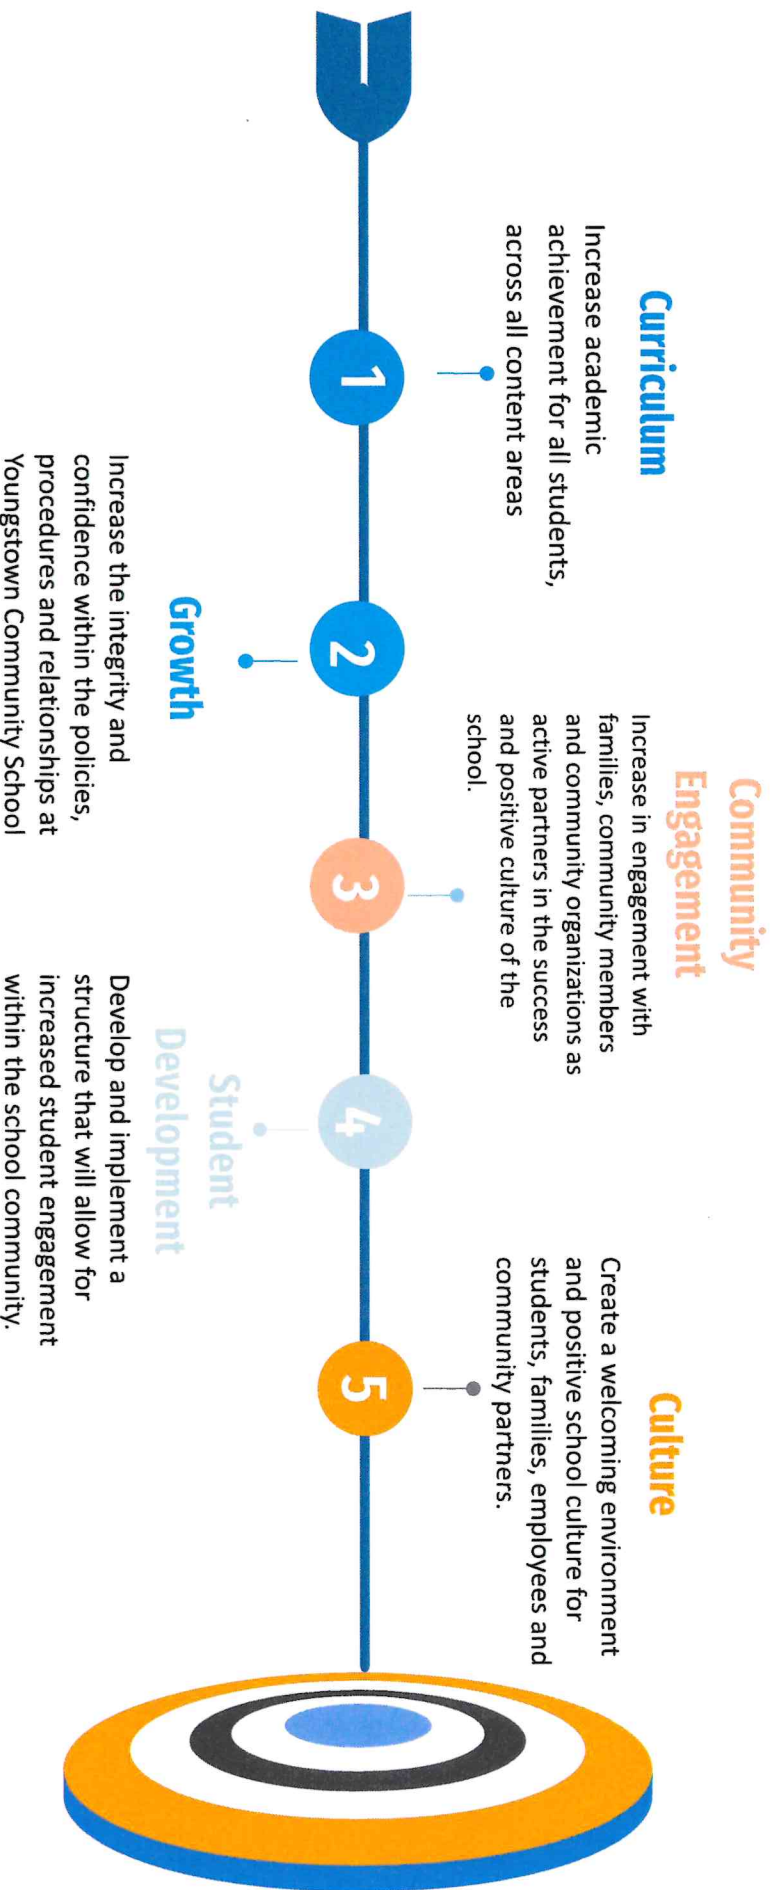 Curriculum
Increase academic
achievement for all students,
across all content areas
1
2
Growth
Increase the integrity and
confidence within the policies,
procedures and relationships at
Youngstown Community School
Community
Engagement
Increase in engagement with
families, community members
and community organizations as
active partners in the success
and positive culture of the
school.
3
4
Student
Development
Develop and implement a
structure that will allow for
increased student engagement
within the school community.
Culture
Create a welcoming environment
and positive school culture for
students, families, employees and
community partners.
5